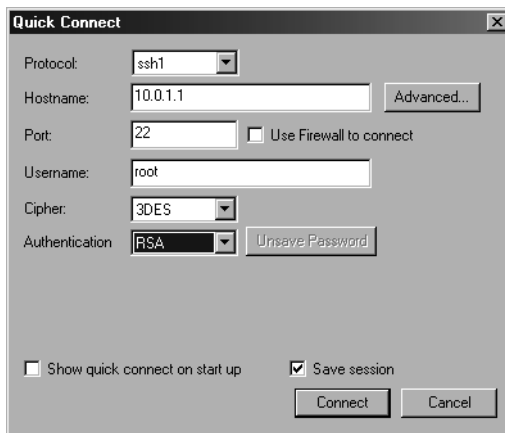 Quick Connect
Protocol: ssh1
Hostname: 10.0.1.1 Advanced...
Port: 22 Use Firewall to connect
Username: root
Cipher: 3DES
Authentication RSA Unsave Password
Show quick connect on start up Save session
Connect Cancel